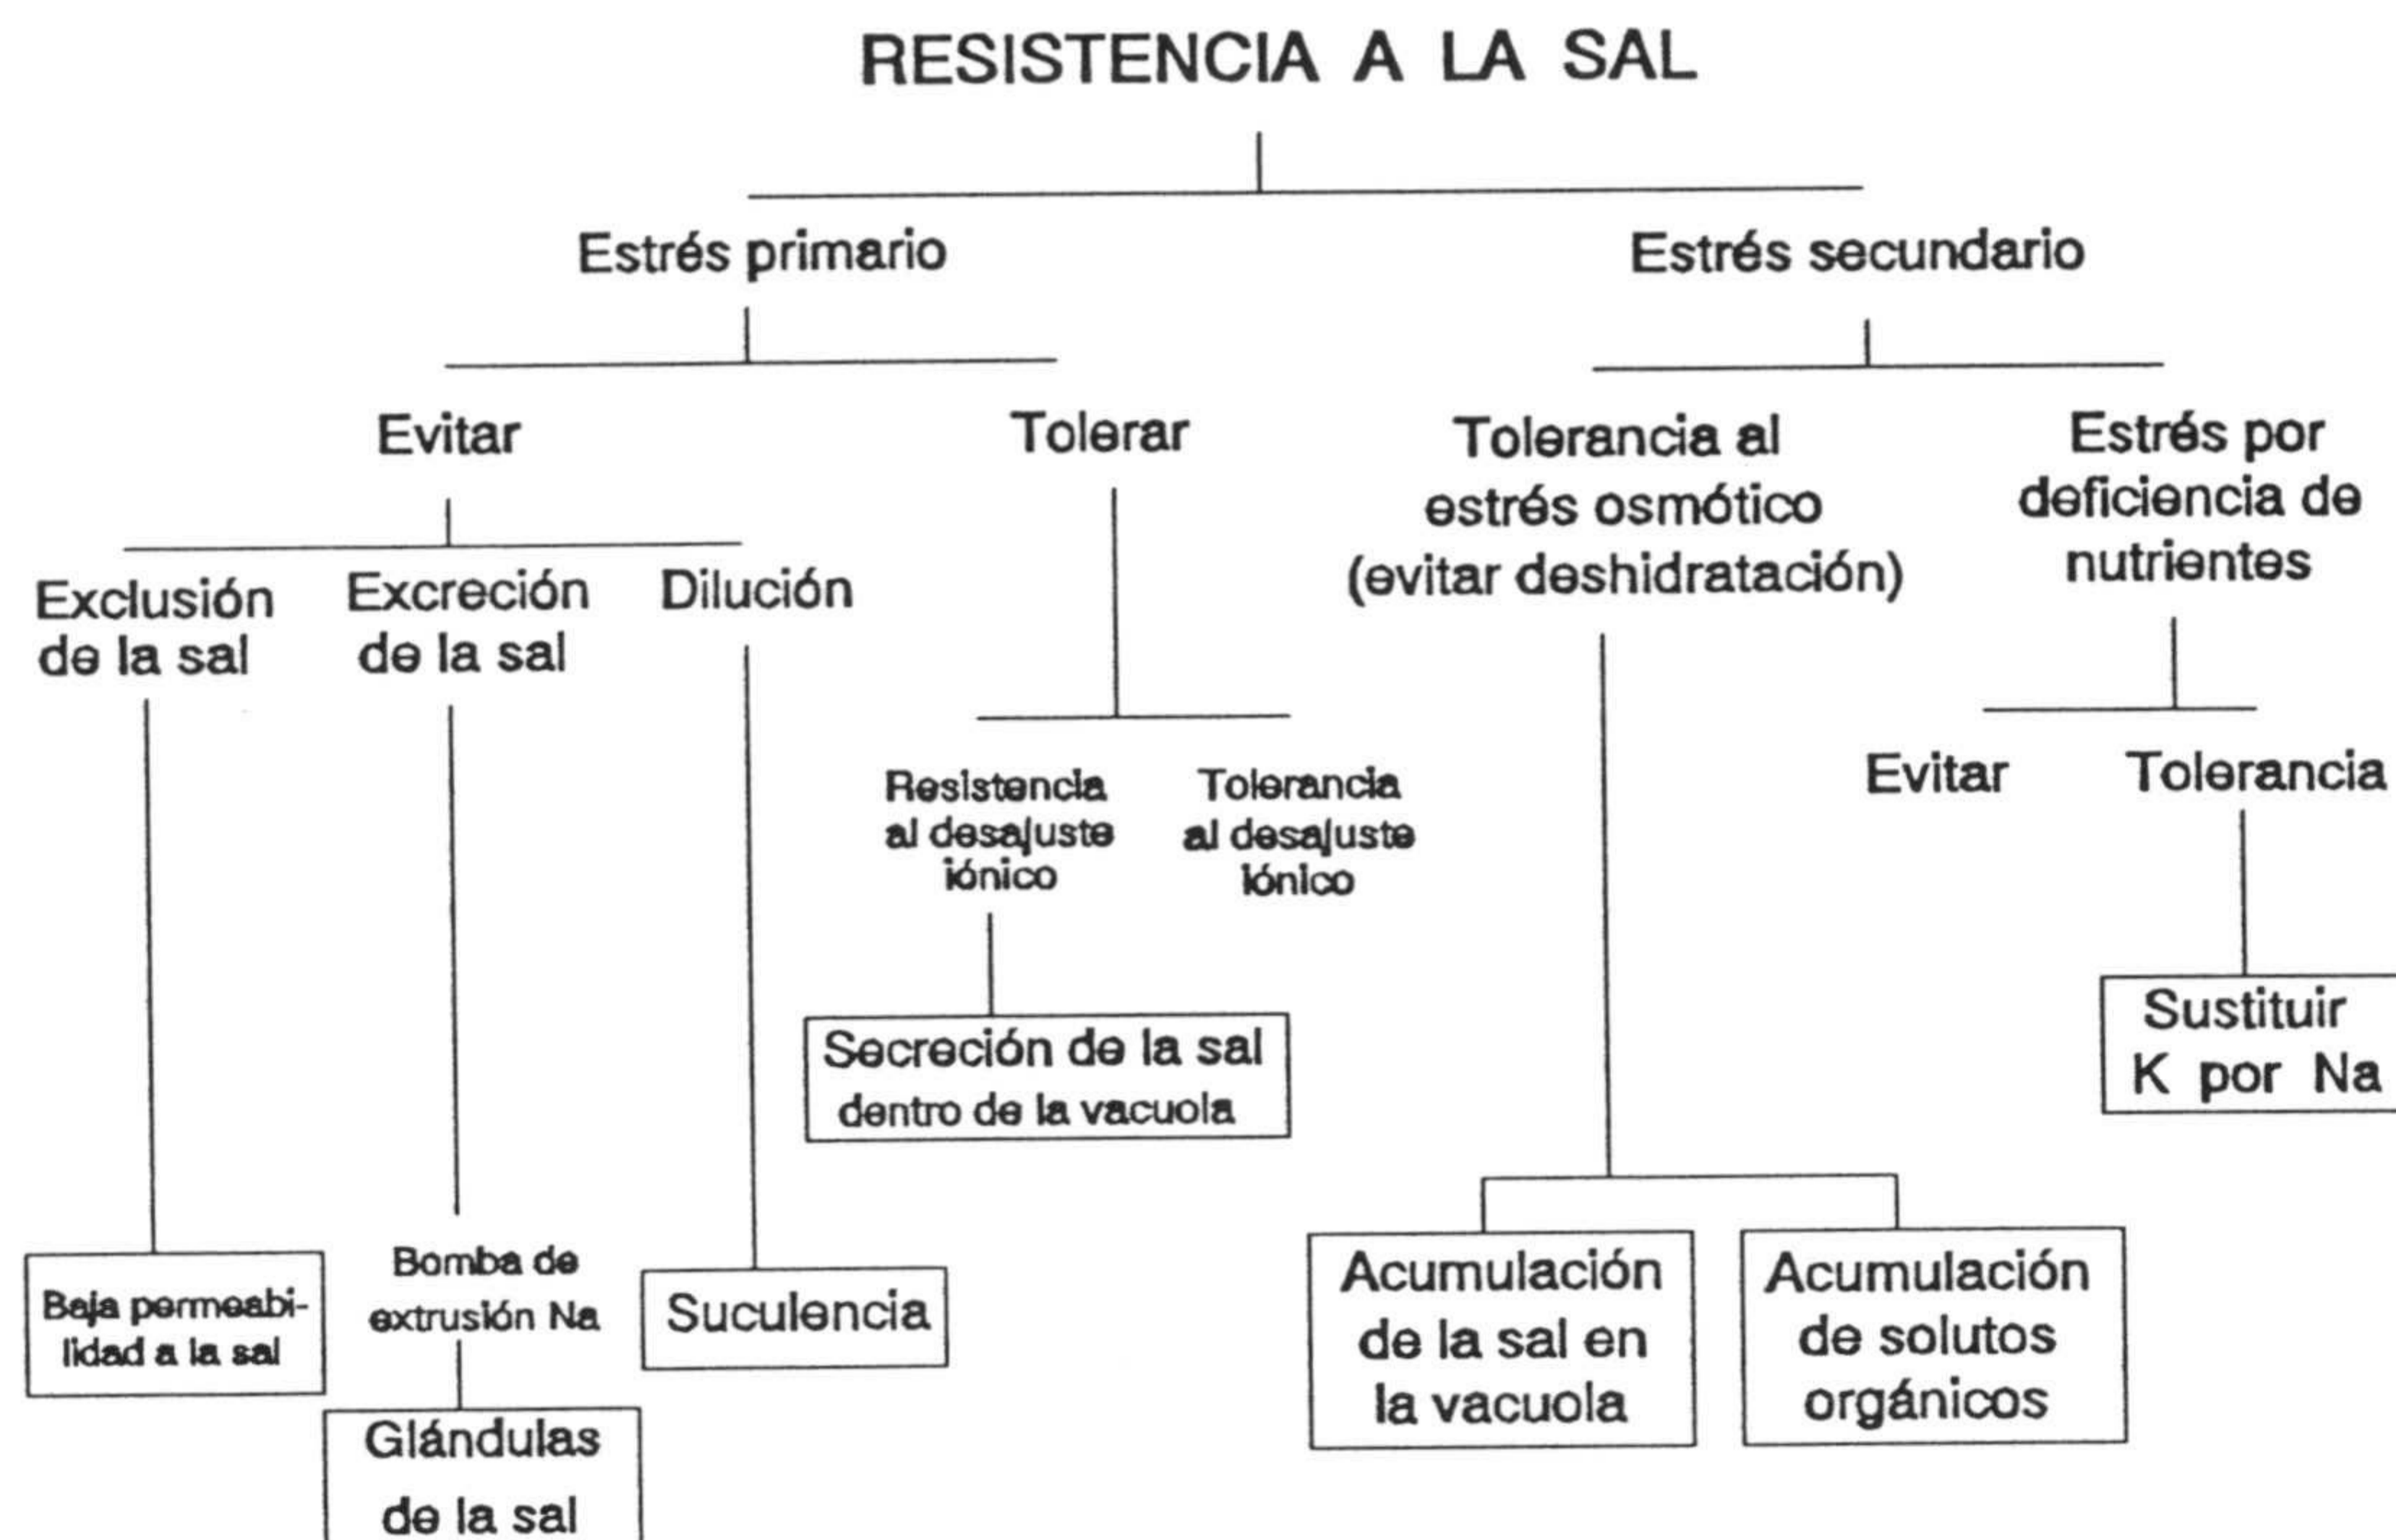 RESISTENCIA A LA SAL
Estrés primario
Estrés secundario
Evitar
Tolerar
Tolerancia al
estrés osmótico
(evitar deshidratación)
Estrés por
deficiencia de
nutrientes
Exclusión
de la sal
Excreción
de la sal
Dilución
Resistencia
al desajuste
iónico
Tolerancia
al desajuste
iónico
Evitar
Tolerancia
Secreción de la sal
dentro de la vacuola
Sustituir
K por Na
Baja permeabi-
lidad a la sal
Bomba de
extrusión Na
Glándulas
de la sal
Suculencia
Acumulación
de la sal en
la vacuola
Acumulación
de solutos
orgánicos